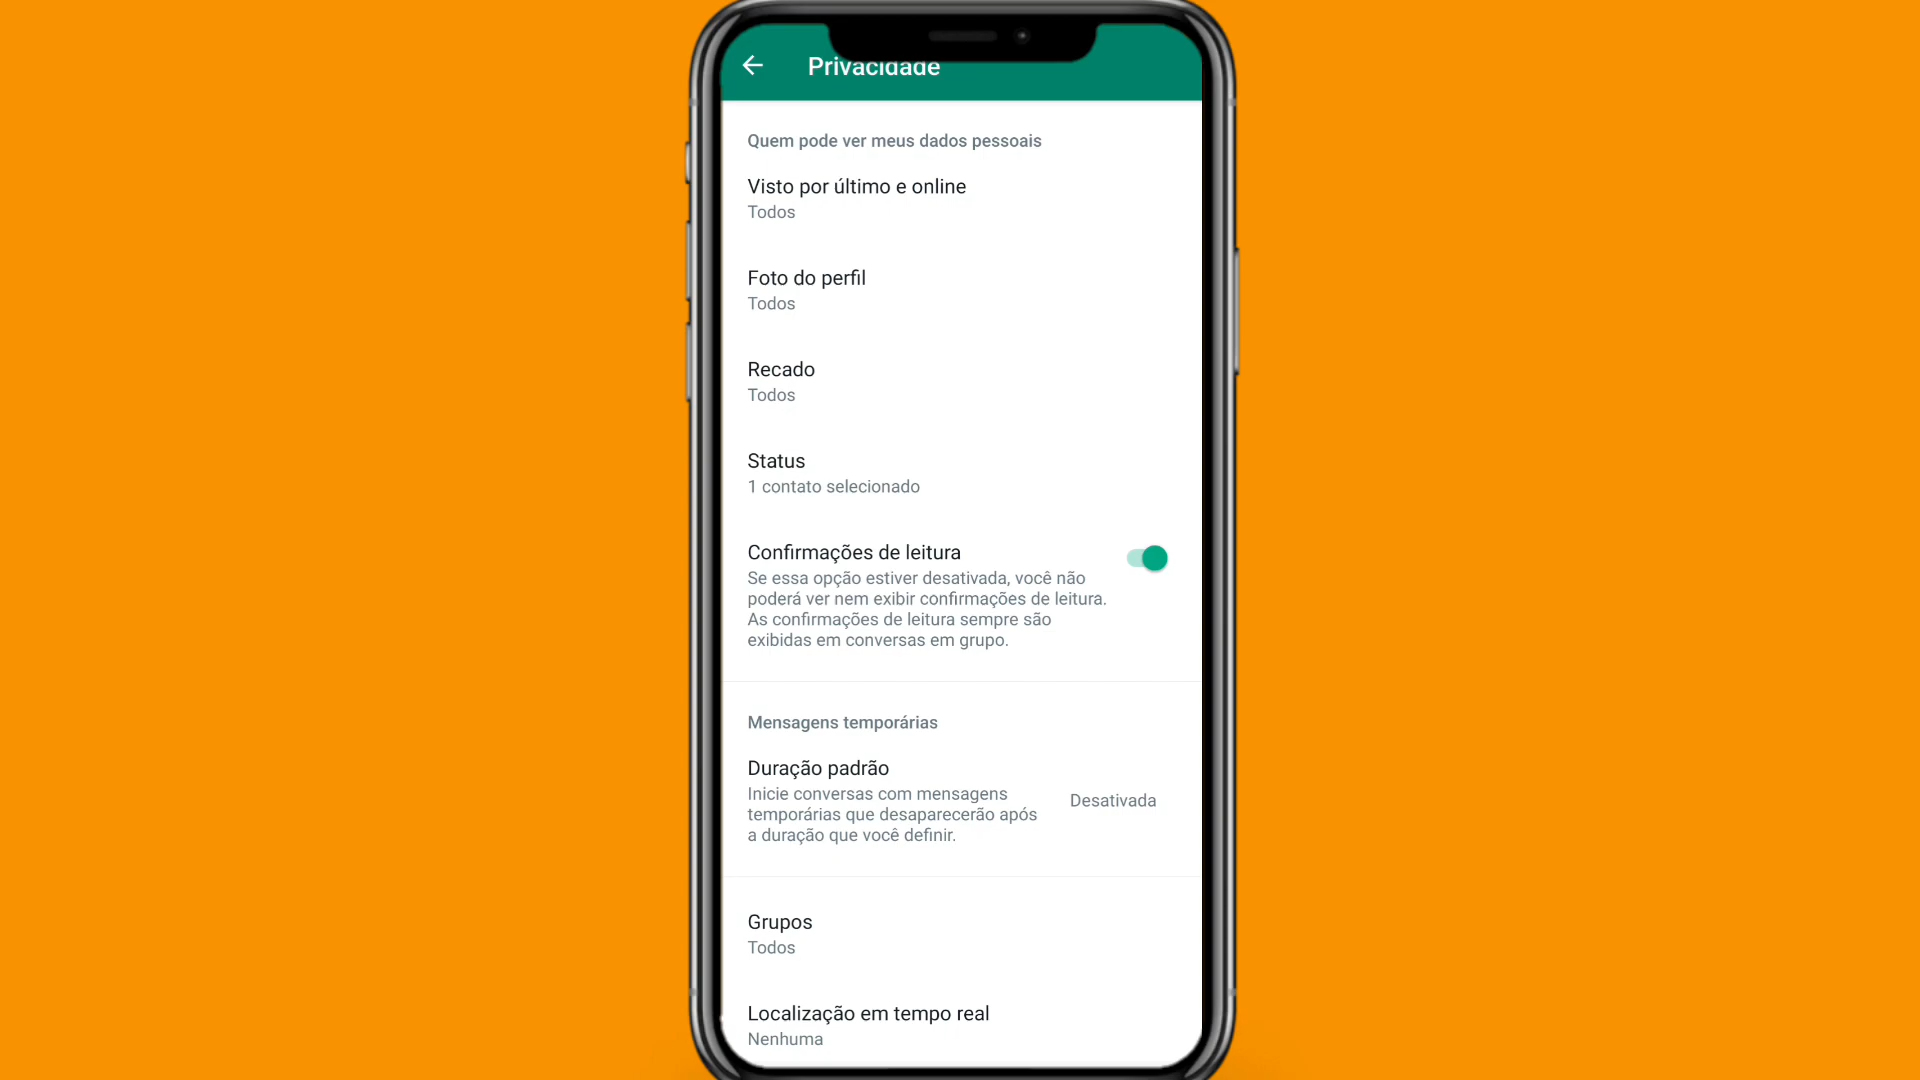 Privacidade
Quem pode ver meus dados pessoais
Visto por último e online
Todos
Foto do perfil
Todos
Recado
Todos
Status
1 contato selecionado
Confirmações de leitura
Se essa opção estiver desativada, você não
poderá ver nem exibir confirmações de leitura.
As confirmações de leitura sempre são
exibidas em conversas em grupo.
Mensagens temporárias
Duração padrão
Inicie conversas com mensagens
temporárias que desaparecerão após
a duração que você definir.
Desativada
Grupos
Todos
Localização em tempo real
Nenhuma